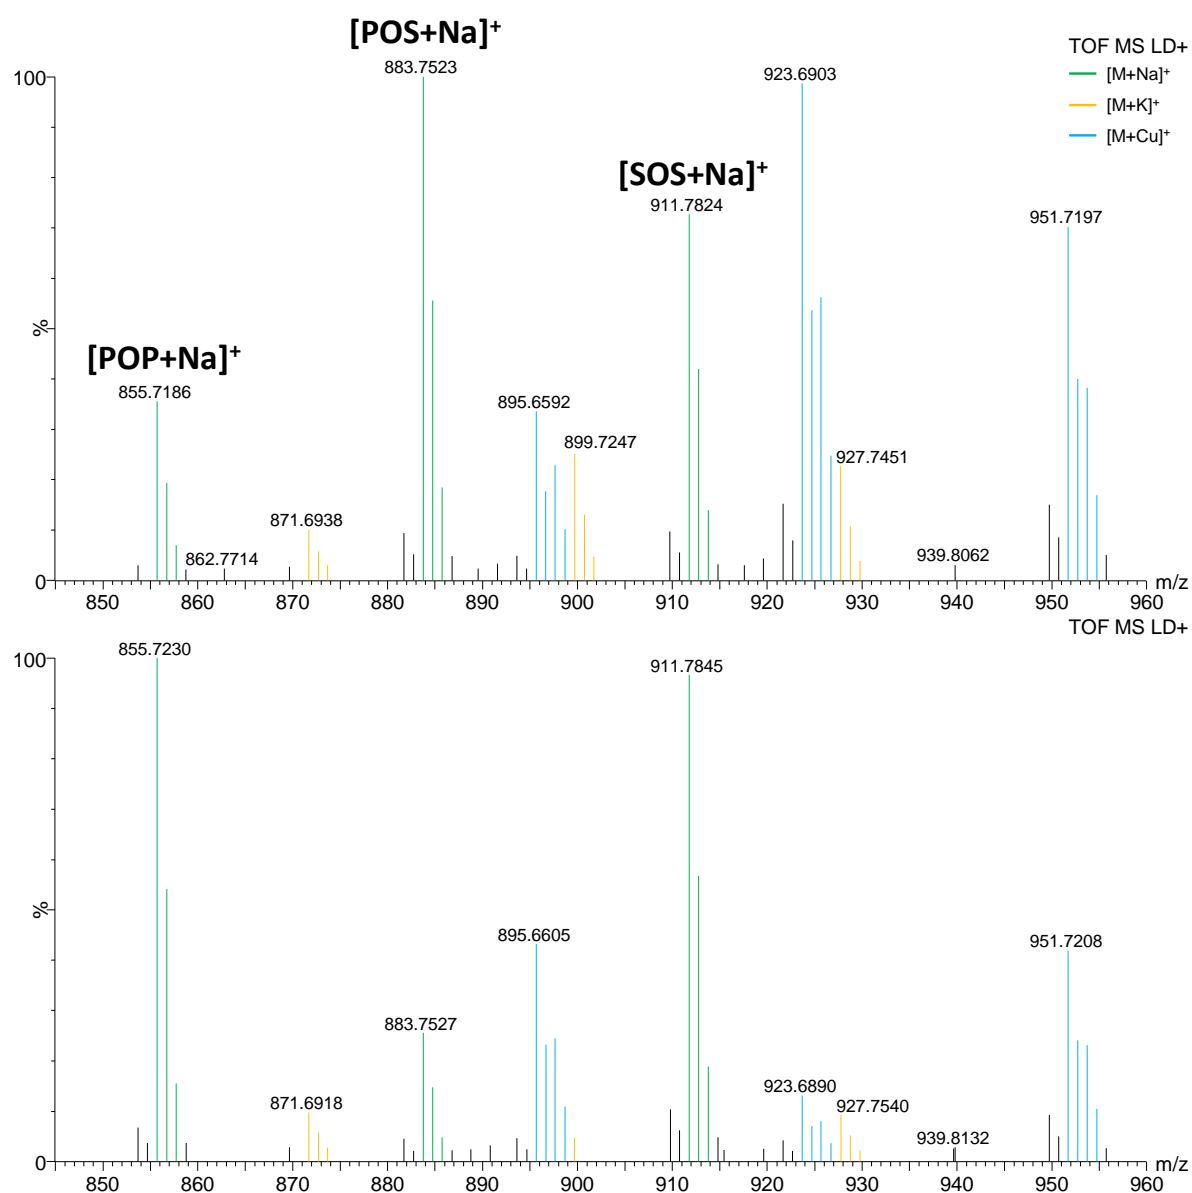 [POS+Na]⁺
TOF MS LD+
[M+Na]⁺
[M+K]⁺
[M+Cu]⁺
100
883.7523
923.6903
[SOS+Na]⁺
911.7824
951.7197
%
[POP+Na]⁺
855.7186
895.6592
899.7247
927.7451
871.6938
862.7714
939.8062
0
m/z
850 860 870 880 890 900 910 920 930 940 950 960
TOF MS LD+
100
855.7230
911.7845
%
895.6605
951.7208
883.7527
923.6890
927.7540
871.6918
939.8132
0
m/z
850 860 870 880 890 900 910 920 930 940 950 960